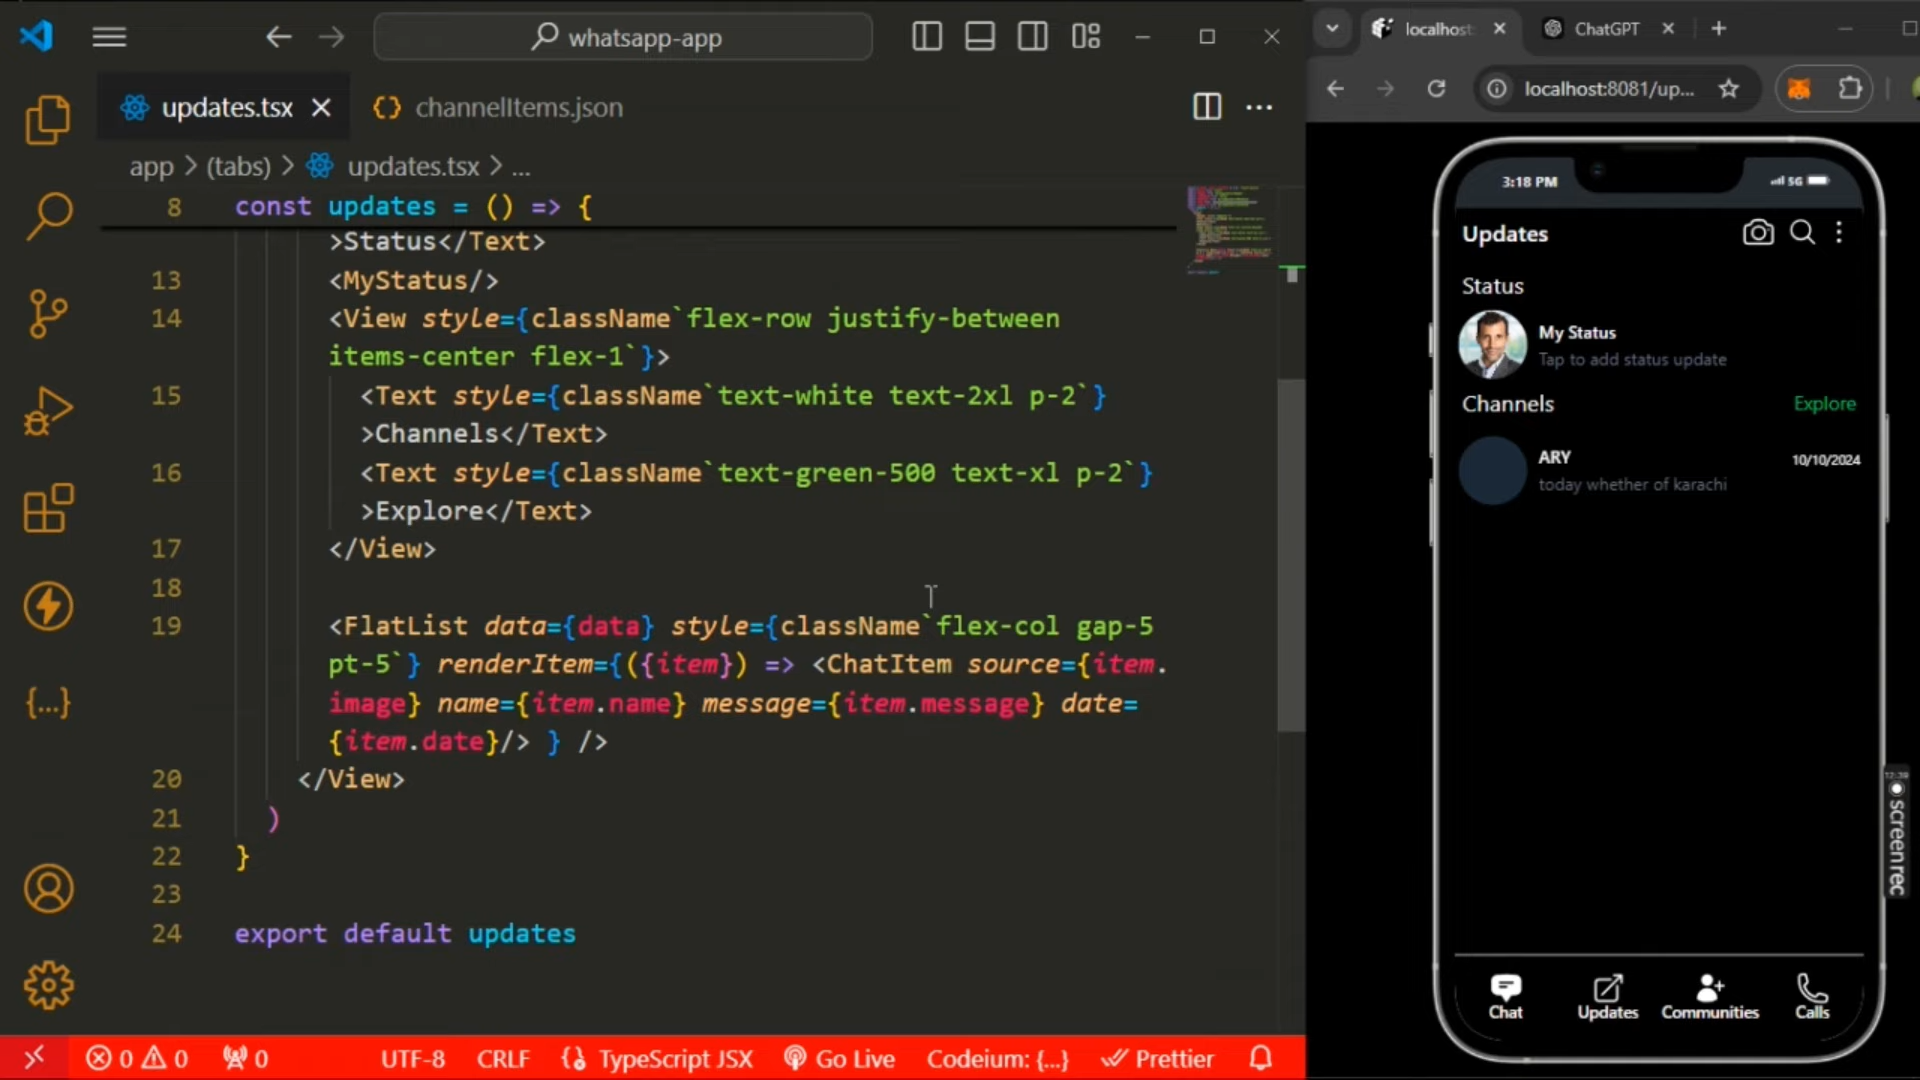 whatsapp-app
updates.tsx
channelItems.json
app > (tabs) > updates.tsx > ...
8 const updates = () => {
>Status</Text>
13 <MyStatus/>
14 <View style={className`flex-row justify-between
items-center flex-1`}>
15 <Text style={className`text-white text-2xl p-2`}
>Channels</Text>
16 <Text style={className`text-green-500 text-xl p-2`}
>Explore</Text>
17 </View>
18
19 <FlatList data={data} style={className`flex-col gap-5
pt-5`} renderItem={({item}) => <ChatItem source={item.
image} name={item.name} message={item.message} date=
{item.date}/> } />
20 </View>
21 )
22 }
23
24 export default updates
0 0 0 UTF-8 CRLF TypeScript JSX Go Live Codeium: {...} Prettier
localhost:
ChatGPT
localhost:8081/up...
3:18 PM
5G
Updates
Status
My Status
Tap to add status update
Channels Explore
ARY 10/10/2024
today whether of karachi
Chat Updates Communities Calls
12:39
screenrec